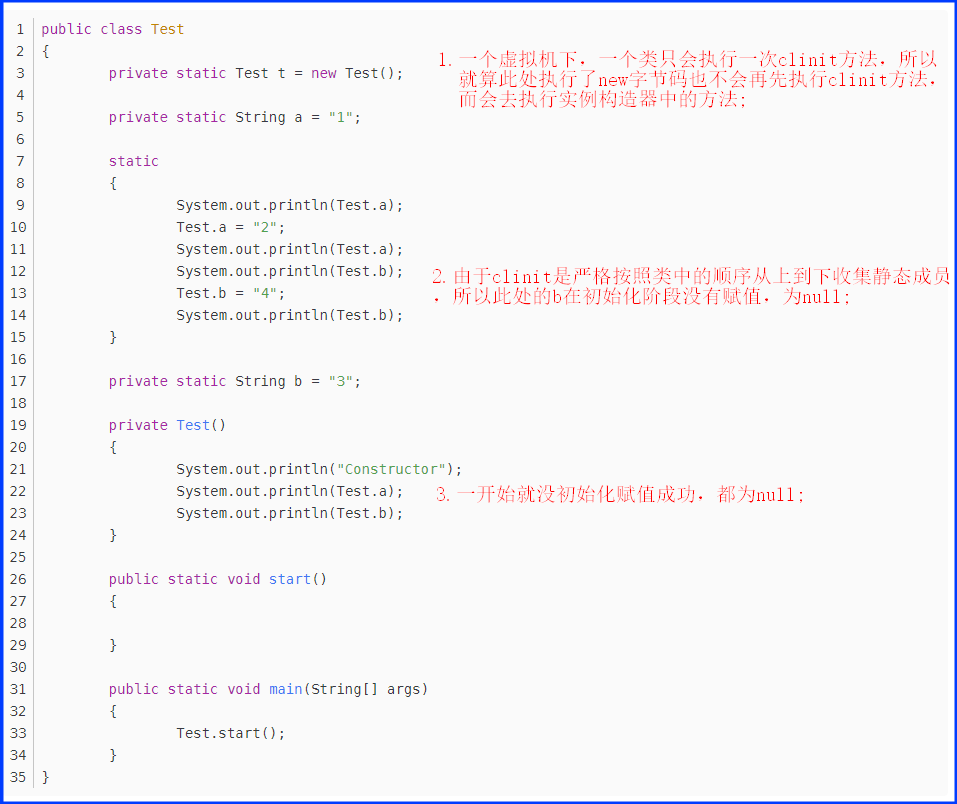 1 public class Test
2 {
1. 一个虚拟机下，一个类只会执行一次clinit方法，所以
3 private static Test t = new Test();
就算此处执行了new字节码也不会再先执行clinit方法，
4
而会去执行实例构造器中的方法;
5 private static String a = "1";
6
7 static
8 {
9 System.out.println(Test.a);
10 Test.a = "2";
11 System.out.println(Test.a);
12 System.out.println(Test.b);
2. 由于clinit是严格按照类中的顺序从上到下收集静态成员
13 Test.b = "4";
，所以此处的b在初始化阶段没有赋值，为null;
14 System.out.println(Test.b);
15 }
16
17 private static String b = "3";
18
19 private Test()
20 {
21 System.out.println("Constructor");
22 System.out.println(Test.a);
3. 一开始就没初始化赋值成功，都为null;
23 System.out.println(Test.b);
24 }
25
26 public static void start()
27 {
28
29 }
30
31 public static void main(String[] args)
32 {
33 Test.start();
34 }
35 }